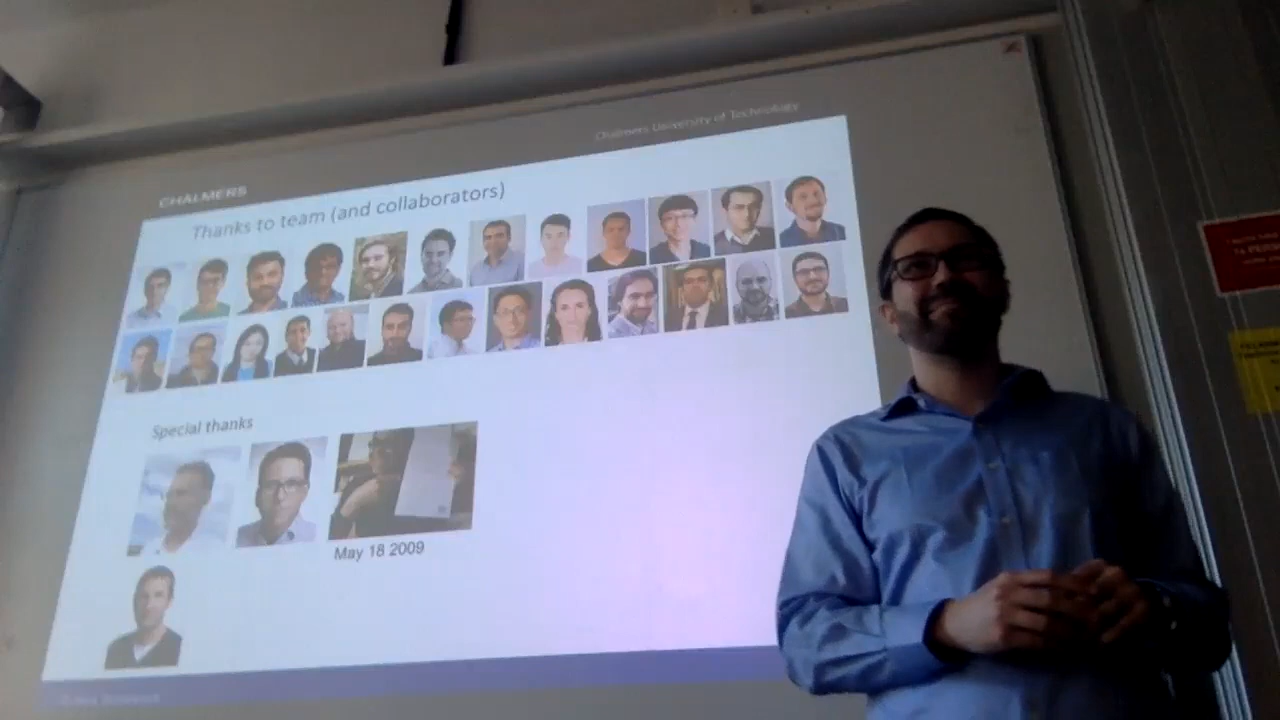 Chalmers University of Technology
CHALMERS
Thanks to team (and collaborators)
Special thanks
May 18 2009